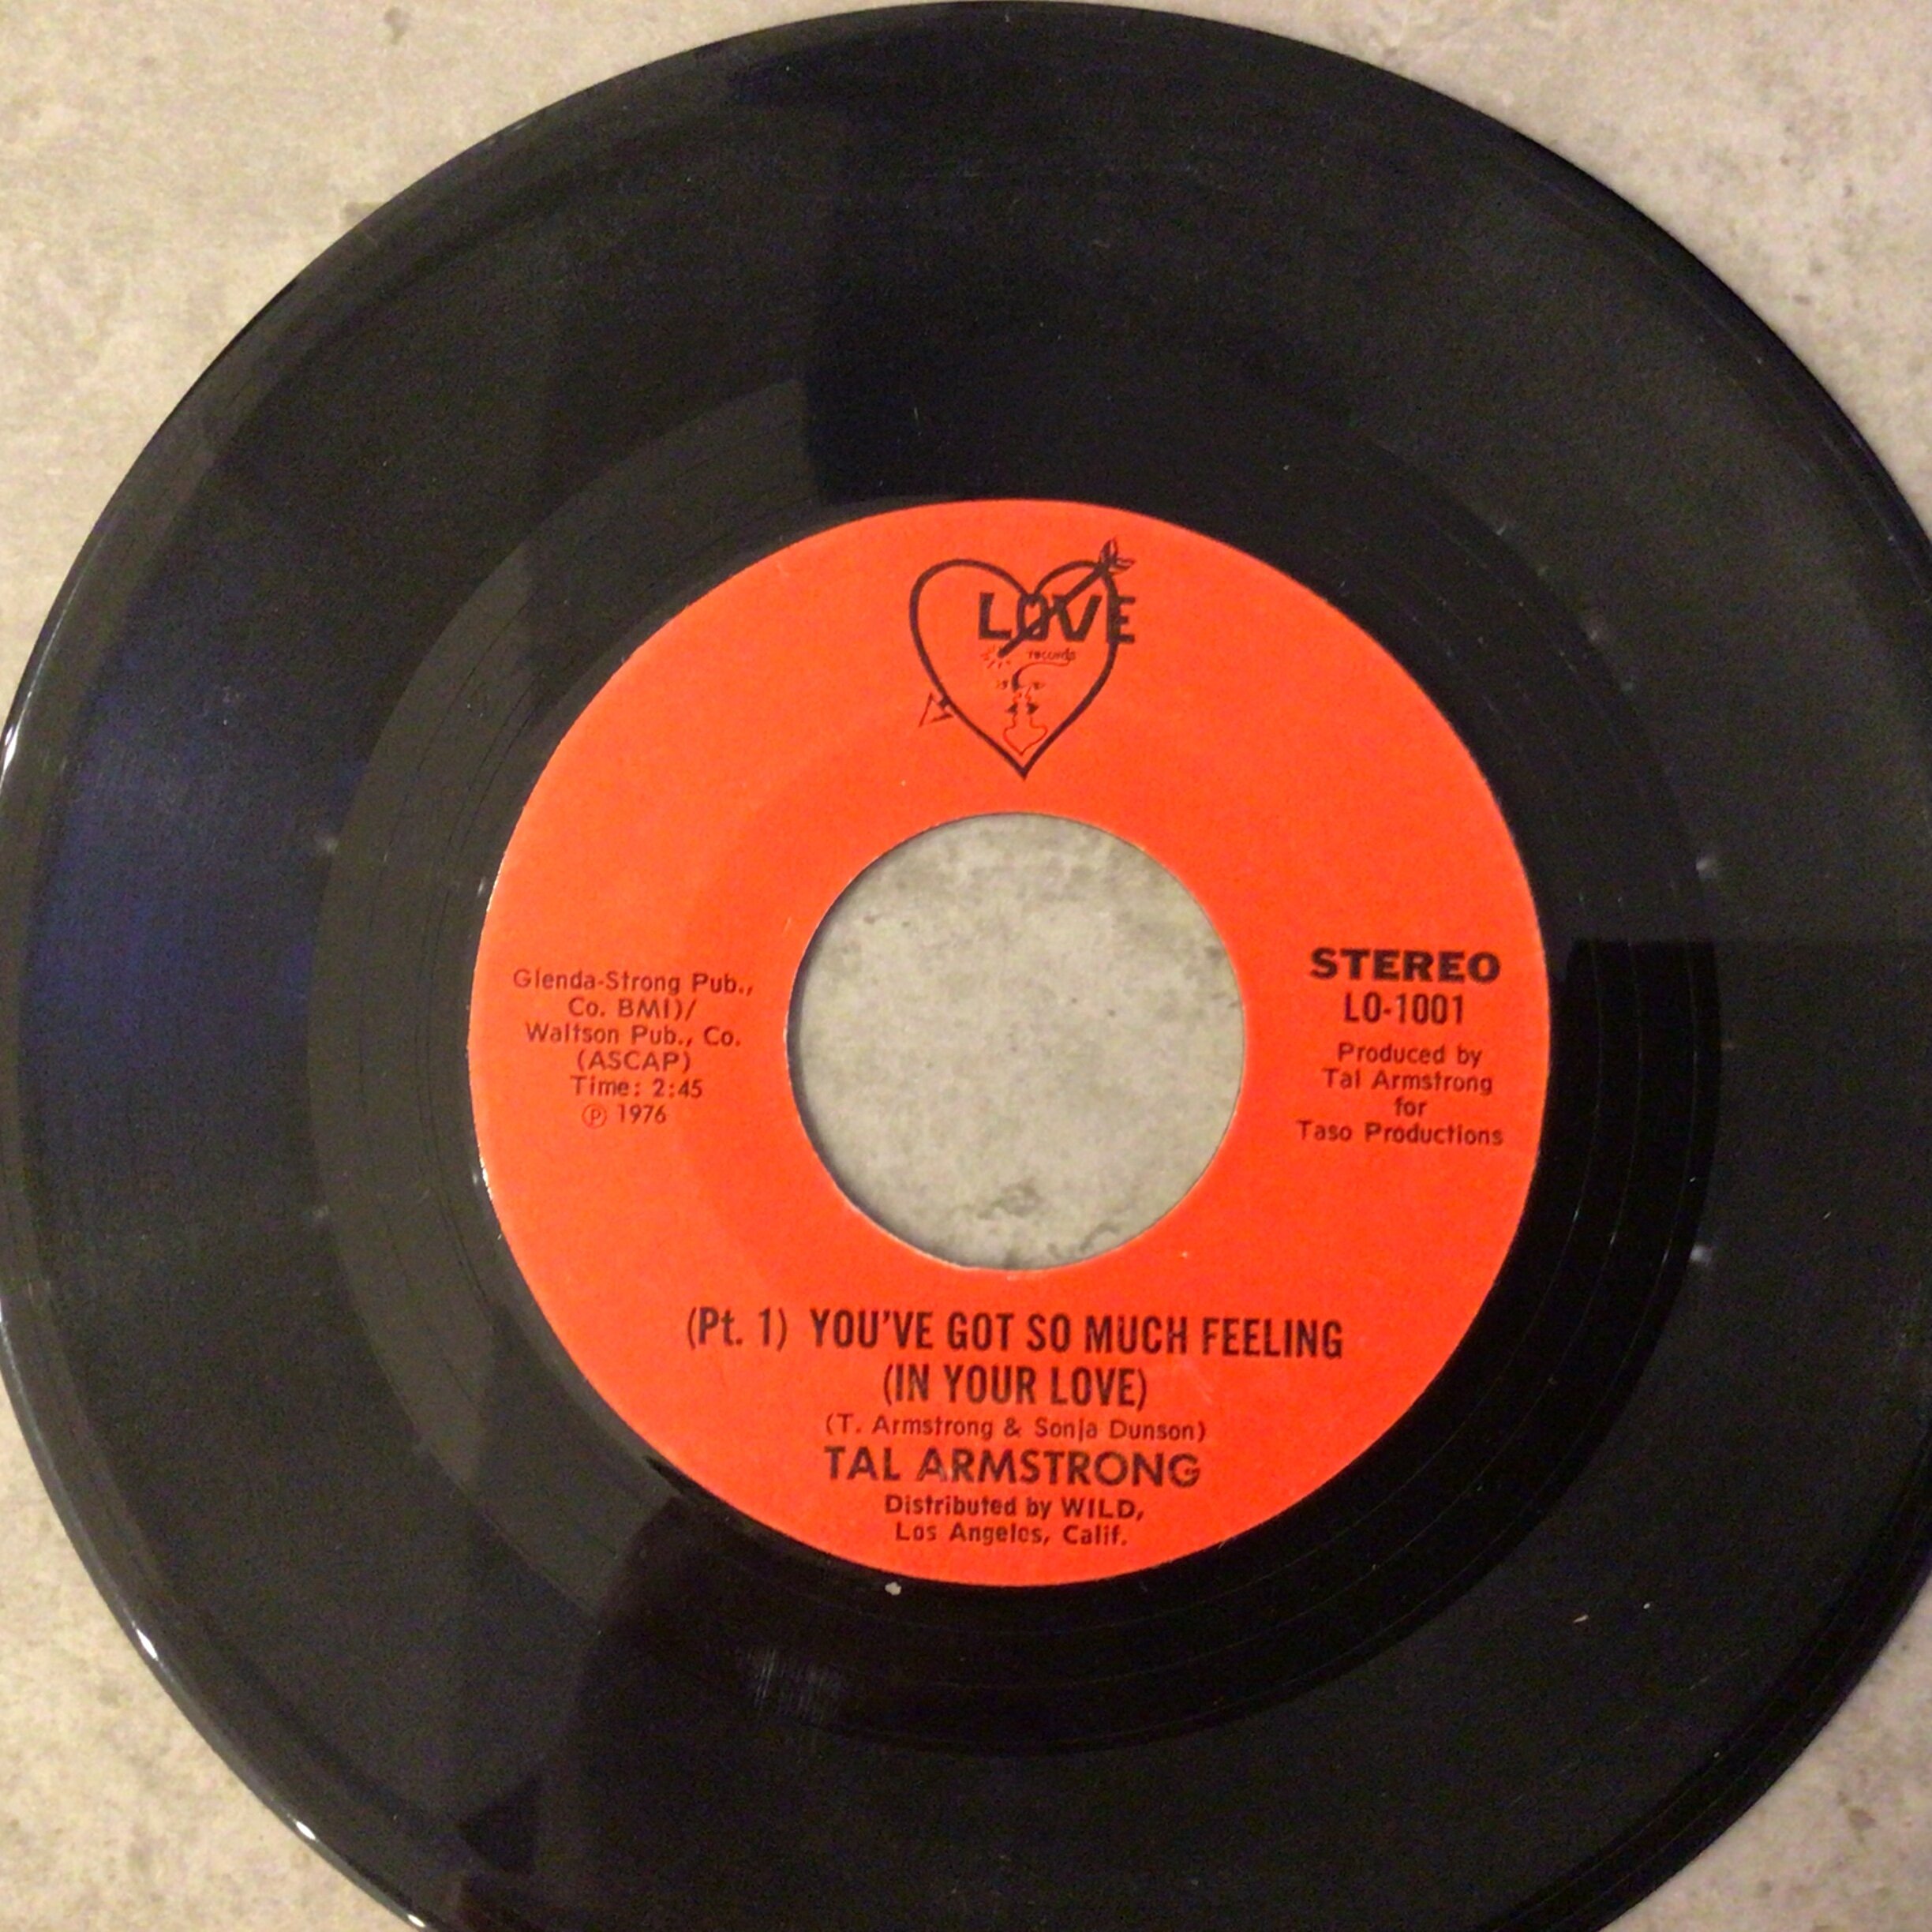 LOVE
records
Glenda-Strong Pub.,
Co. BMI)/
Waltson Pub., Co.
(ASCAP)
Time: 2:45
℗ 1976
STEREO
LO-1001
Produced by
Tal Armstrong
for
Taso Productions
(Pt. 1) YOU'VE GOT SO MUCH FEELING
(IN YOUR LOVE)
(T. Armstrong & Sonja Dunson)
TAL ARMSTRONG
Distributed by WILD,
Los Angeles, Calif.